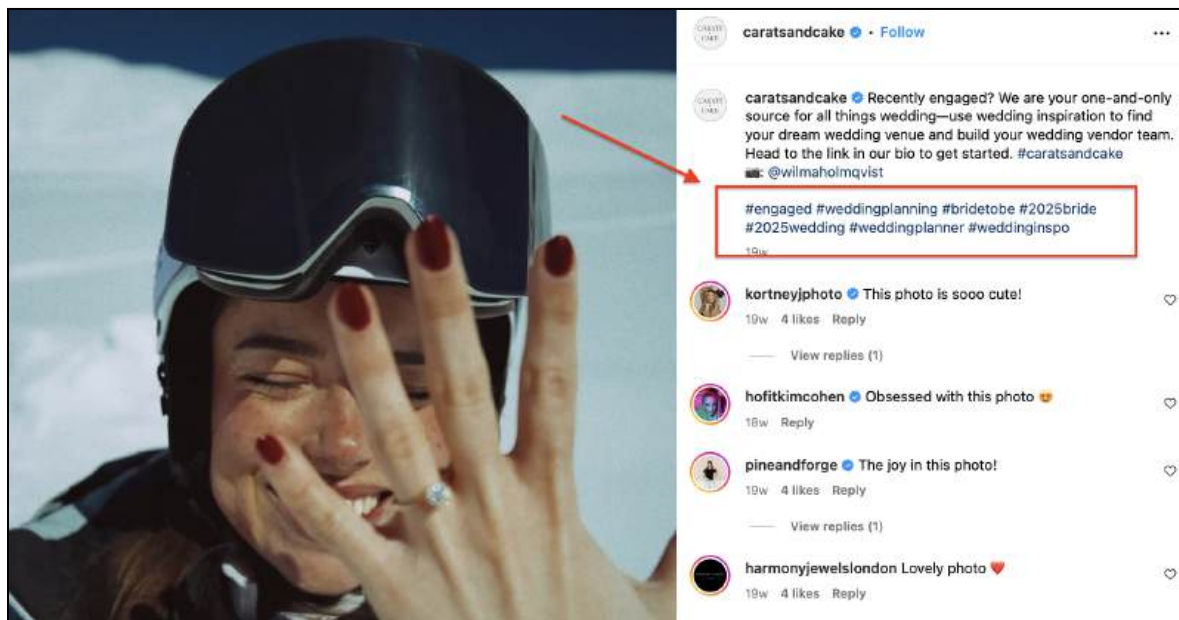 caratsandcake • Follow
caratsandcake Recently engaged? We are your one-and-only
source for all things wedding—use wedding inspiration to find
your dream wedding venue and build your wedding vendor team.
Head to the link in our bio to get started. #caratsandcake
📷: @wilmaholmqvist
#engaged #weddingplanning #bridetobe #2025bride
#2025wedding #weddingplanner #weddinginspo
19w
kortneyjphoto This photo is sooo cute!
19w 4 likes Reply
View replies (1)
hofitkimcohen Obsessed with this photo 😍
18w Reply
pineandforge The joy in this photo!
19w 4 likes Reply
View replies (1)
harmonyjewelslondon Lovely photo ❤️
19w 4 likes Reply